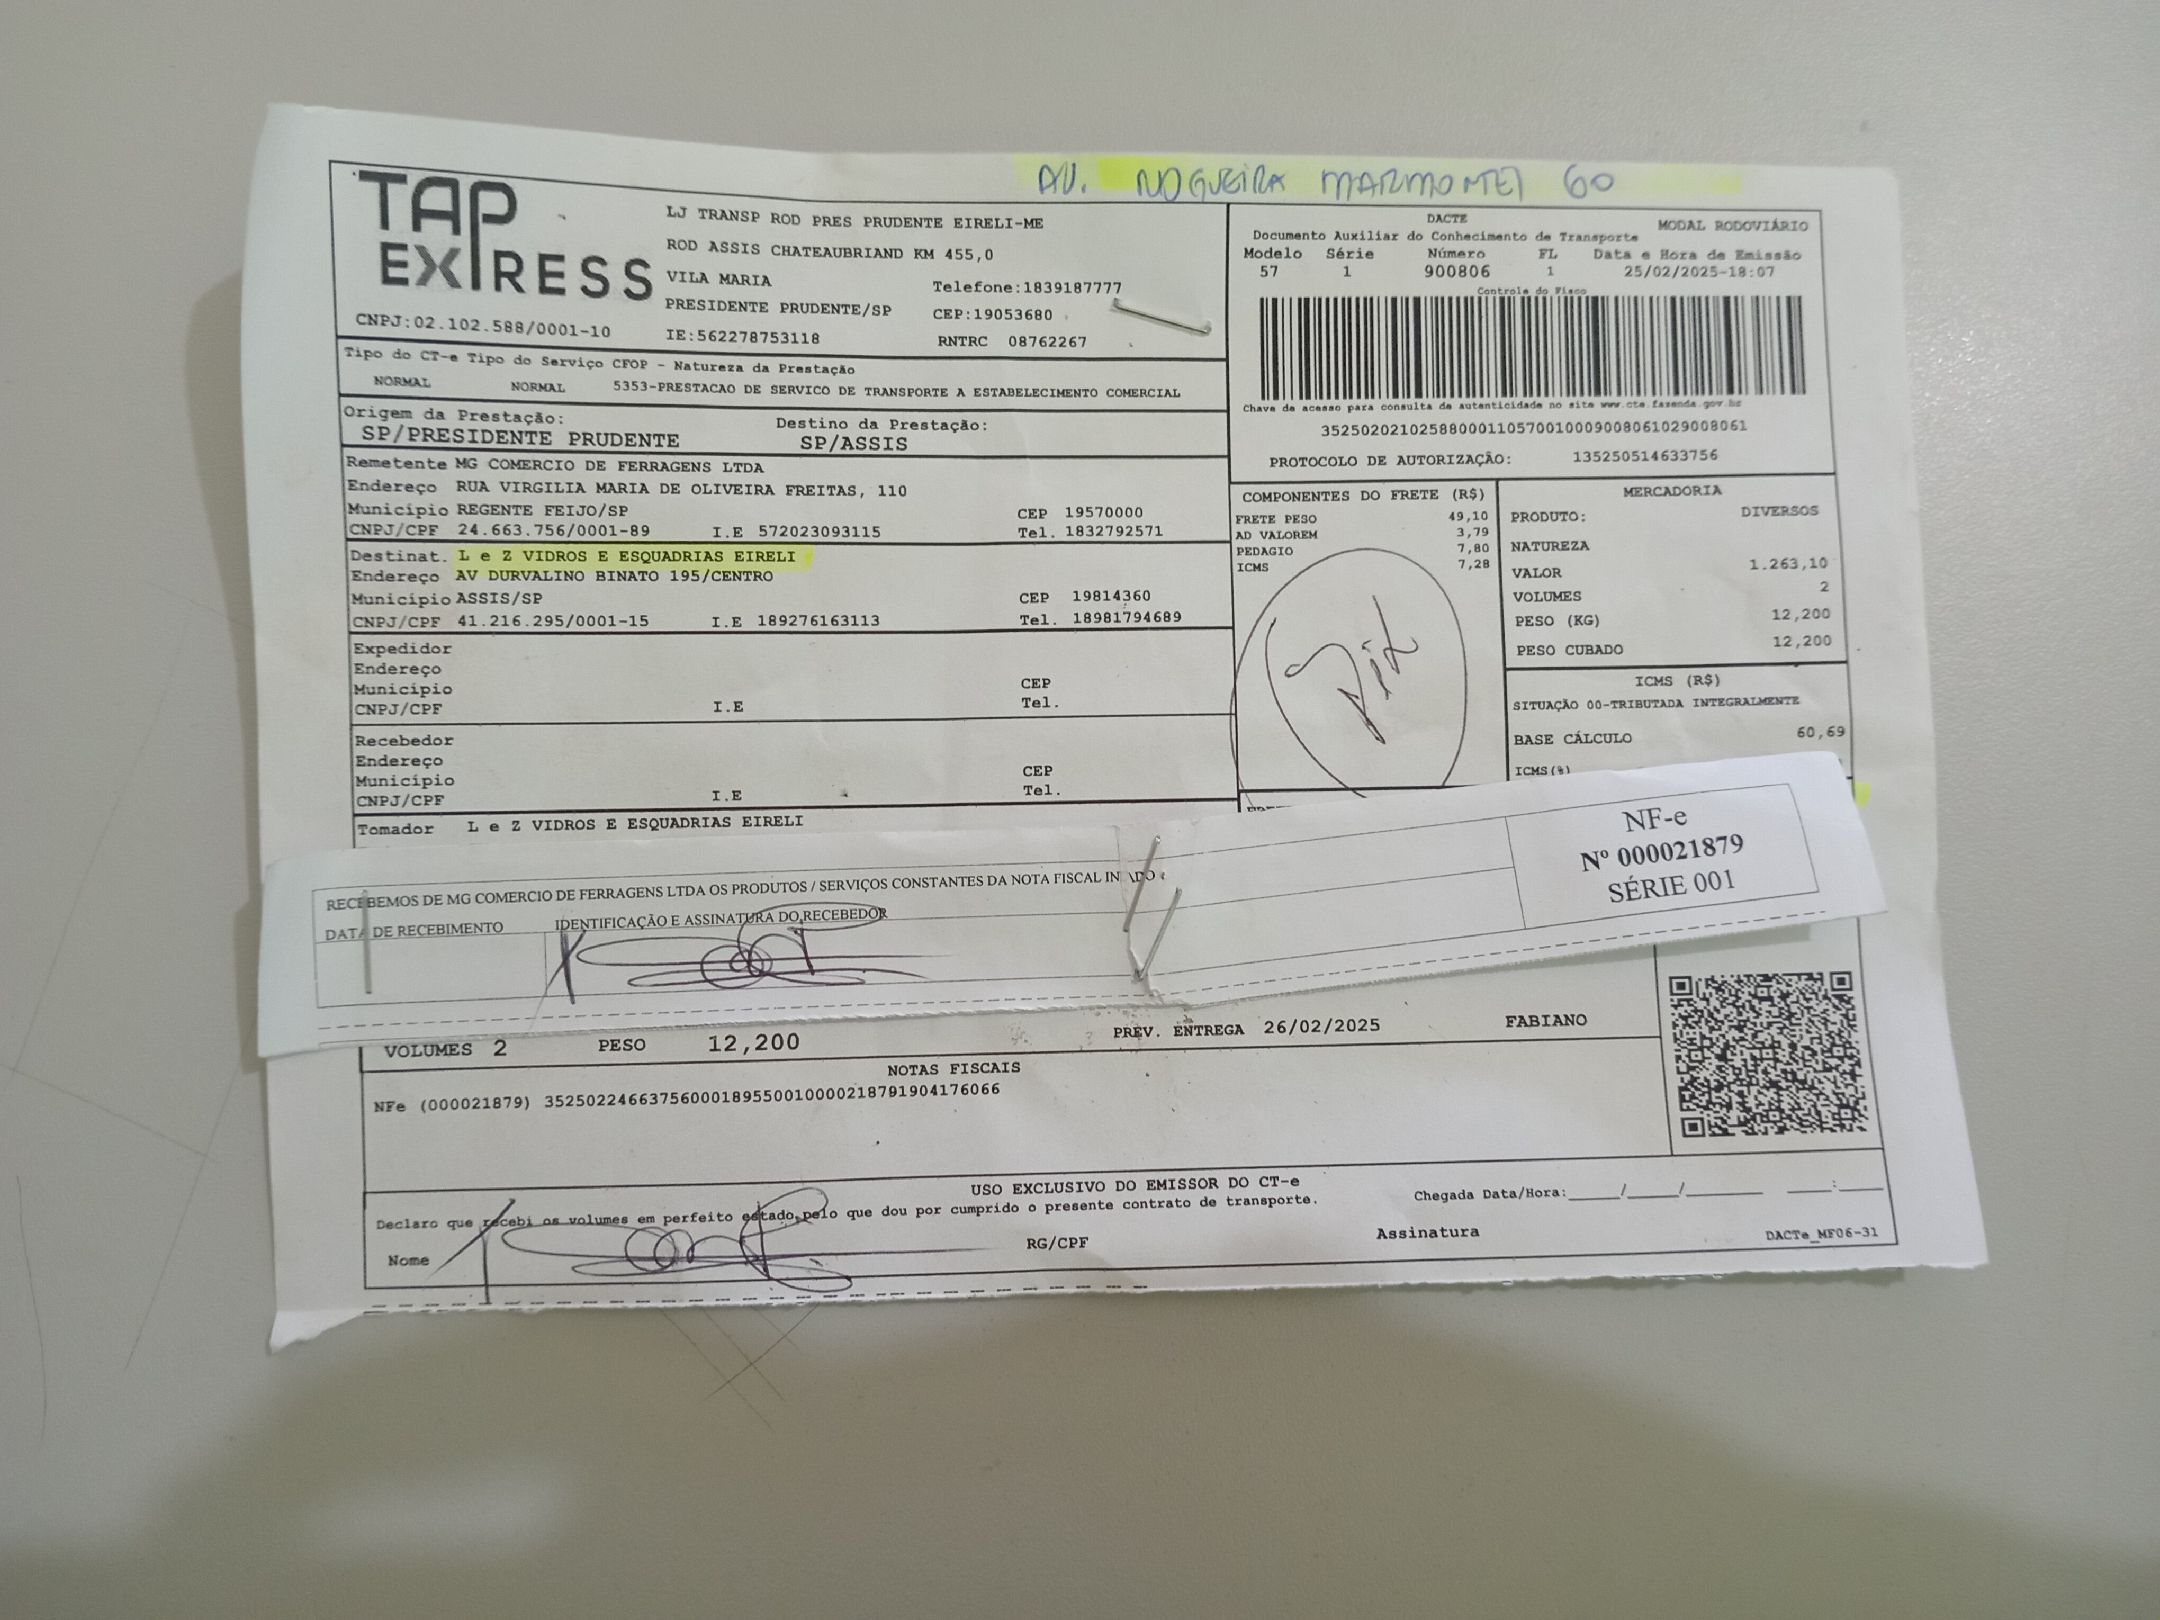 AV. NOGUEIRA MARMONTEI 60
TAP EXPRESS
CNPJ:02.102.588/0001-10
LJ TRANSP ROD PRES PRUDENTE EIRELI-ME
ROD ASSIS CHATEAUBRIAND KM 455,0
VILA MARIA Telefone:1839187777
PRESIDENTE PRUDENTE/SP CEP:19053680
IE:562278753118 RNTRC 08762267
DACTE MODAL RODOVIÁRIO
Documento Auxiliar do Conhecimento de Transporte
Modelo Série Número FL Data e Hora de Emissão
57 1 900806 1 25/02/2025-18:07
Controle do Fisco
Chave de acesso para consulta de autenticidade no site www.cte.fazenda.gov.br
35250202102588000110570010009008061029008061
PROTOCOLO DE AUTORIZAÇÃO: 135250514633756
Tipo do CT-e Tipo do Serviço CFOP - Natureza da Prestação
NORMAL NORMAL 5353-PRESTACAO DE SERVICO DE TRANSPORTE A ESTABELECIMENTO COMERCIAL
Origem da Prestação: Destino da Prestação:
SP/PRESIDENTE PRUDENTE SP/ASSIS
Remetente MG COMERCIO DE FERRAGENS LTDA
Endereço RUA VIRGILIA MARIA DE OLIVEIRA FREITAS, 110
Município REGENTE FEIJO/SP CEP 19570000
CNPJ/CPF 24.663.756/0001-89 I.E 572023093115 Tel. 1832792571
Destinat. L e Z VIDROS E ESQUADRIAS EIRELI
Endereço AV DURVALINO BINATO 195/CENTRO
Município ASSIS/SP CEP 19814360
CNPJ/CPF 41.216.295/0001-15 I.E 189276163113 Tel. 18981794689
Expedidor
Endereço
Município CEP
CNPJ/CPF I.E Tel.
Recebedor
Endereço
Município CEP
CNPJ/CPF I.E Tel.
Tomador L e Z VIDROS E ESQUADRIAS EIRELI
COMPONENTES DO FRETE (R$)
FRETE PESO 49,10
AD VALOREM 3,79
PEDAGIO 7,80
ICMS 7,28
MERCADORIA
PRODUTO: DIVERSOS
NATUREZA
VALOR 1.263,10
VOLUMES 2
PESO (KG) 12,200
PESO CUBADO 12,200
ICMS (R$)
SITUAÇÃO 00-TRIBUTADA INTEGRALMENTE
BASE CÁLCULO 60,69
ICMS(%)
RECEBEMOS DE MG COMERCIO DE FERRAGENS LTDA OS PRODUTOS / SERVIÇOS CONSTANTES DA NOTA FISCAL
DATA DE RECEBIMENTO IDENTIFICAÇÃO E ASSINATURA DO RECEBEDOR
NF-e
Nº 000021879
SÉRIE 001
VOLUMES 2 PESO 12,200 PREV. ENTREGA 26/02/2025 FABIANO
NOTAS FISCAIS
NFe (000021879) 35250224663756000189550010000218791904176066
USO EXCLUSIVO DO EMISSOR DO CT-e
Declaro que recebi os volumes em perfeito estado, pelo que dou por cumprido o presente contrato de transporte.
Chegada Data/Hora:_____/_____/________ ____:____
Nome RG/CPF Assinatura DACTe_MF06-31